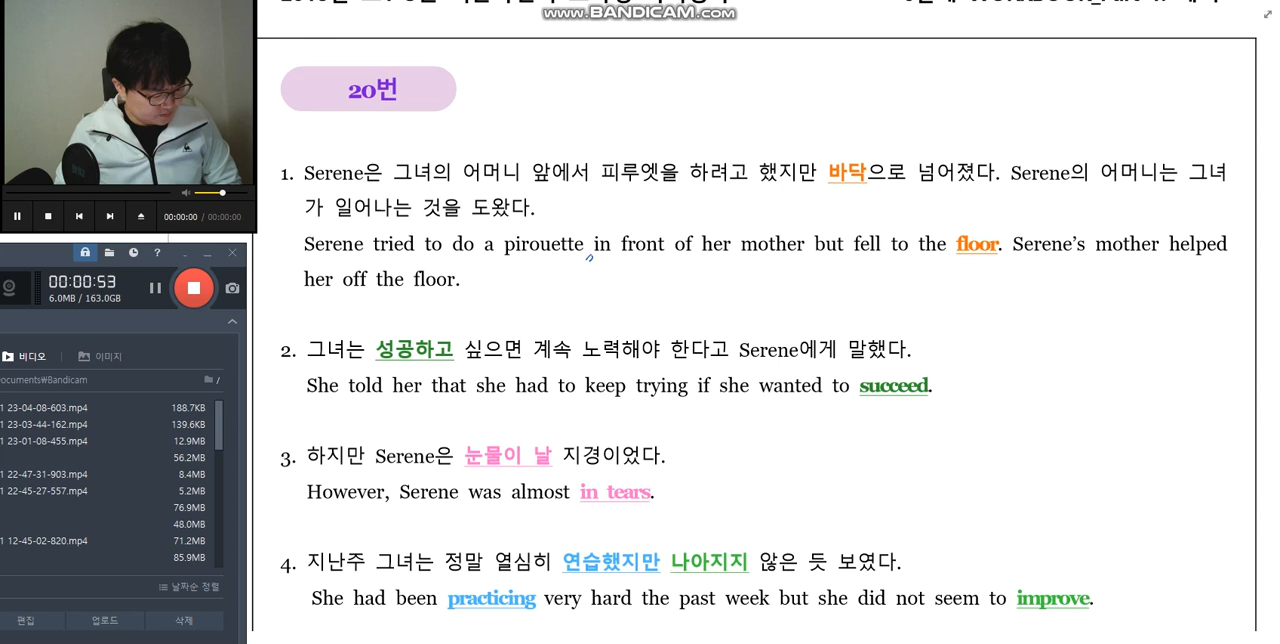 www.BANDICAM.com
20번
1. Serene은 그녀의 어머니 앞에서 피루엣을 하려고 했지만 바닥으로 넘어졌다. Serene의 어머니는 그녀
가 일어나는 것을 도왔다.
Serene tried to do a pirouette in front of her mother but fell to the floor. Serene's mother helped
her off the floor.
2. 그녀는 성공하고 싶으면 계속 노력해야 한다고 Serene에게 말했다.
She told her that she had to keep trying if she wanted to succeed.
3. 하지만 Serene은 눈물이 날 지경이었다.
However, Serene was almost in tears.
4. 지난주 그녀는 정말 열심히 연습했지만 나아지지 않은 듯 보였다.
She had been practicing very hard the past week but she did not seem to improve.
00:00:00 / 00:00:00
?
00:00:53
6.0MB / 163.0GB
비디오 | 이미지
ocuments₩Bandicam
/
1 23-04-08-603.mp4 188.7KB
1 23-03-44-162.mp4 139.6KB
1 23-01-08-455.mp4 12.9MB
56.2MB
1 22-47-31-903.mp4 8.4MB
1 22-45-27-557.mp4 5.2MB
76.9MB
48.0MB
1 12-45-02-820.mp4 71.2MB
85.9MB
날짜순 정렬
편집 업로드 삭제